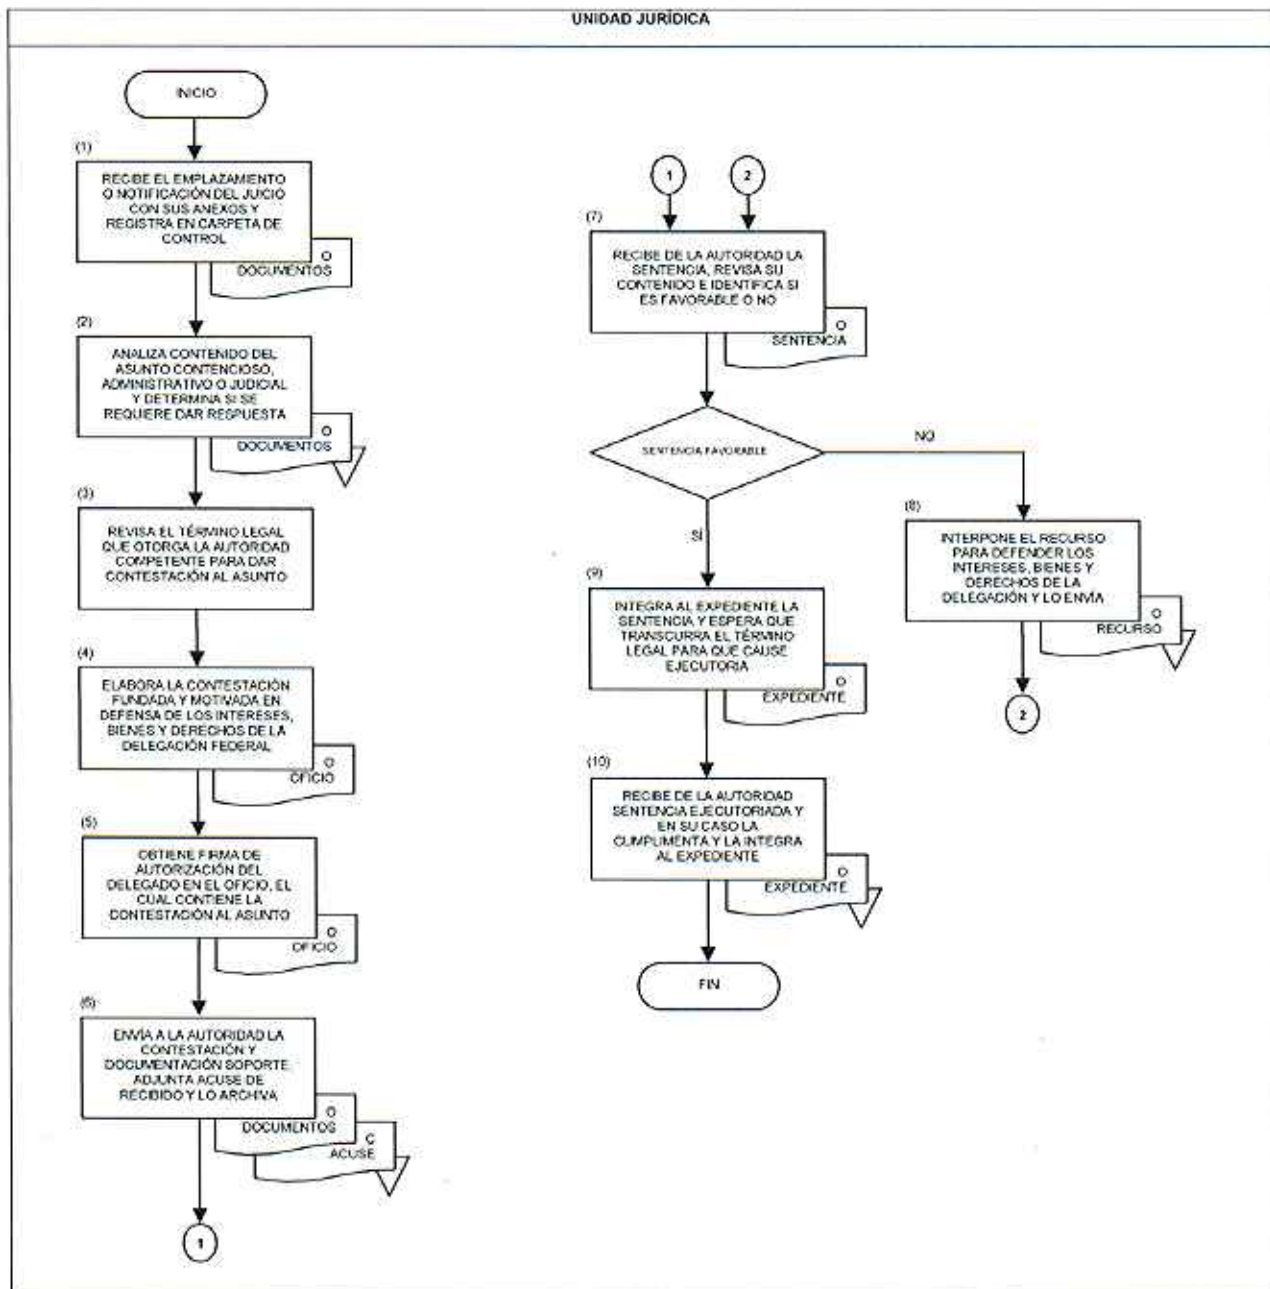 UNIDAD JURÍDICA
INICIO
(1)
RECIBE EL EMPLAZAMIENTO
O NOTIFICACIÓN DEL JUICIO
CON SUS ANEXOS Y
REGISTRA EN CARPETA DE
CONTROL
O
DOCUMENTOS
(2)
ANALIZA CONTENIDO DEL
ASUNTO CONTENCIOSO,
ADMINISTRATIVO O JUDICIAL
Y DETERMINA SI SE
REQUIERE DAR RESPUESTA
O
DOCUMENTOS
(3)
REVISA EL TÉRMINO LEGAL
QUE OTORGA LA AUTORIDAD
COMPETENTE PARA DAR
CONTESTACIÓN AL ASUNTO
(4)
ELABORA LA CONTESTACIÓN
FUNDADA Y MOTIVADA EN
DEFENSA DE LOS INTERESES,
BIENES Y DERECHOS DE LA
DELEGACIÓN FEDERAL
O
OFICIO
(5)
OBTIENE FIRMA DE
AUTORIZACIÓN DEL
DELEGADO EN EL OFICIO, EL
CUAL CONTIENE LA
CONTESTACIÓN AL ASUNTO
O
OFICIO
(6)
ENVÍA A LA AUTORIDAD LA
CONTESTACIÓN Y
DOCUMENTACIÓN SOPORTE,
ADJUNTA ACUSE DE
RECIBIDO Y LO ARCHIVA
O
DOCUMENTOS
C
ACUSE
1
1 2
(7)
RECIBE DE LA AUTORIDAD LA
SENTENCIA, REVISA SU
CONTENIDO E IDENTIFICA SI
ES FAVORABLE O NO
O
SENTENCIA
SENTENCIA FAVORABLE
NO
SÍ
(8)
INTERPONE EL RECURSO
PARA DEFENDER LOS
INTERESES, BIENES Y
DERECHOS DE LA
DELEGACIÓN Y LO ENVÍA
O
RECURSO
2
(9)
INTEGRA AL EXPEDIENTE LA
SENTENCIA Y ESPERA QUE
TRANSCURRA EL TÉRMINO
LEGAL PARA QUE CAUSE
EJECUTORIA
O
EXPEDIENTE
(10)
RECIBE DE LA AUTORIDAD
SENTENCIA EJECUTORIADA Y
EN SU CASO LA
CUMPLIMENTA Y LA INTEGRA
AL EXPEDIENTE
O
EXPEDIENTE
FIN